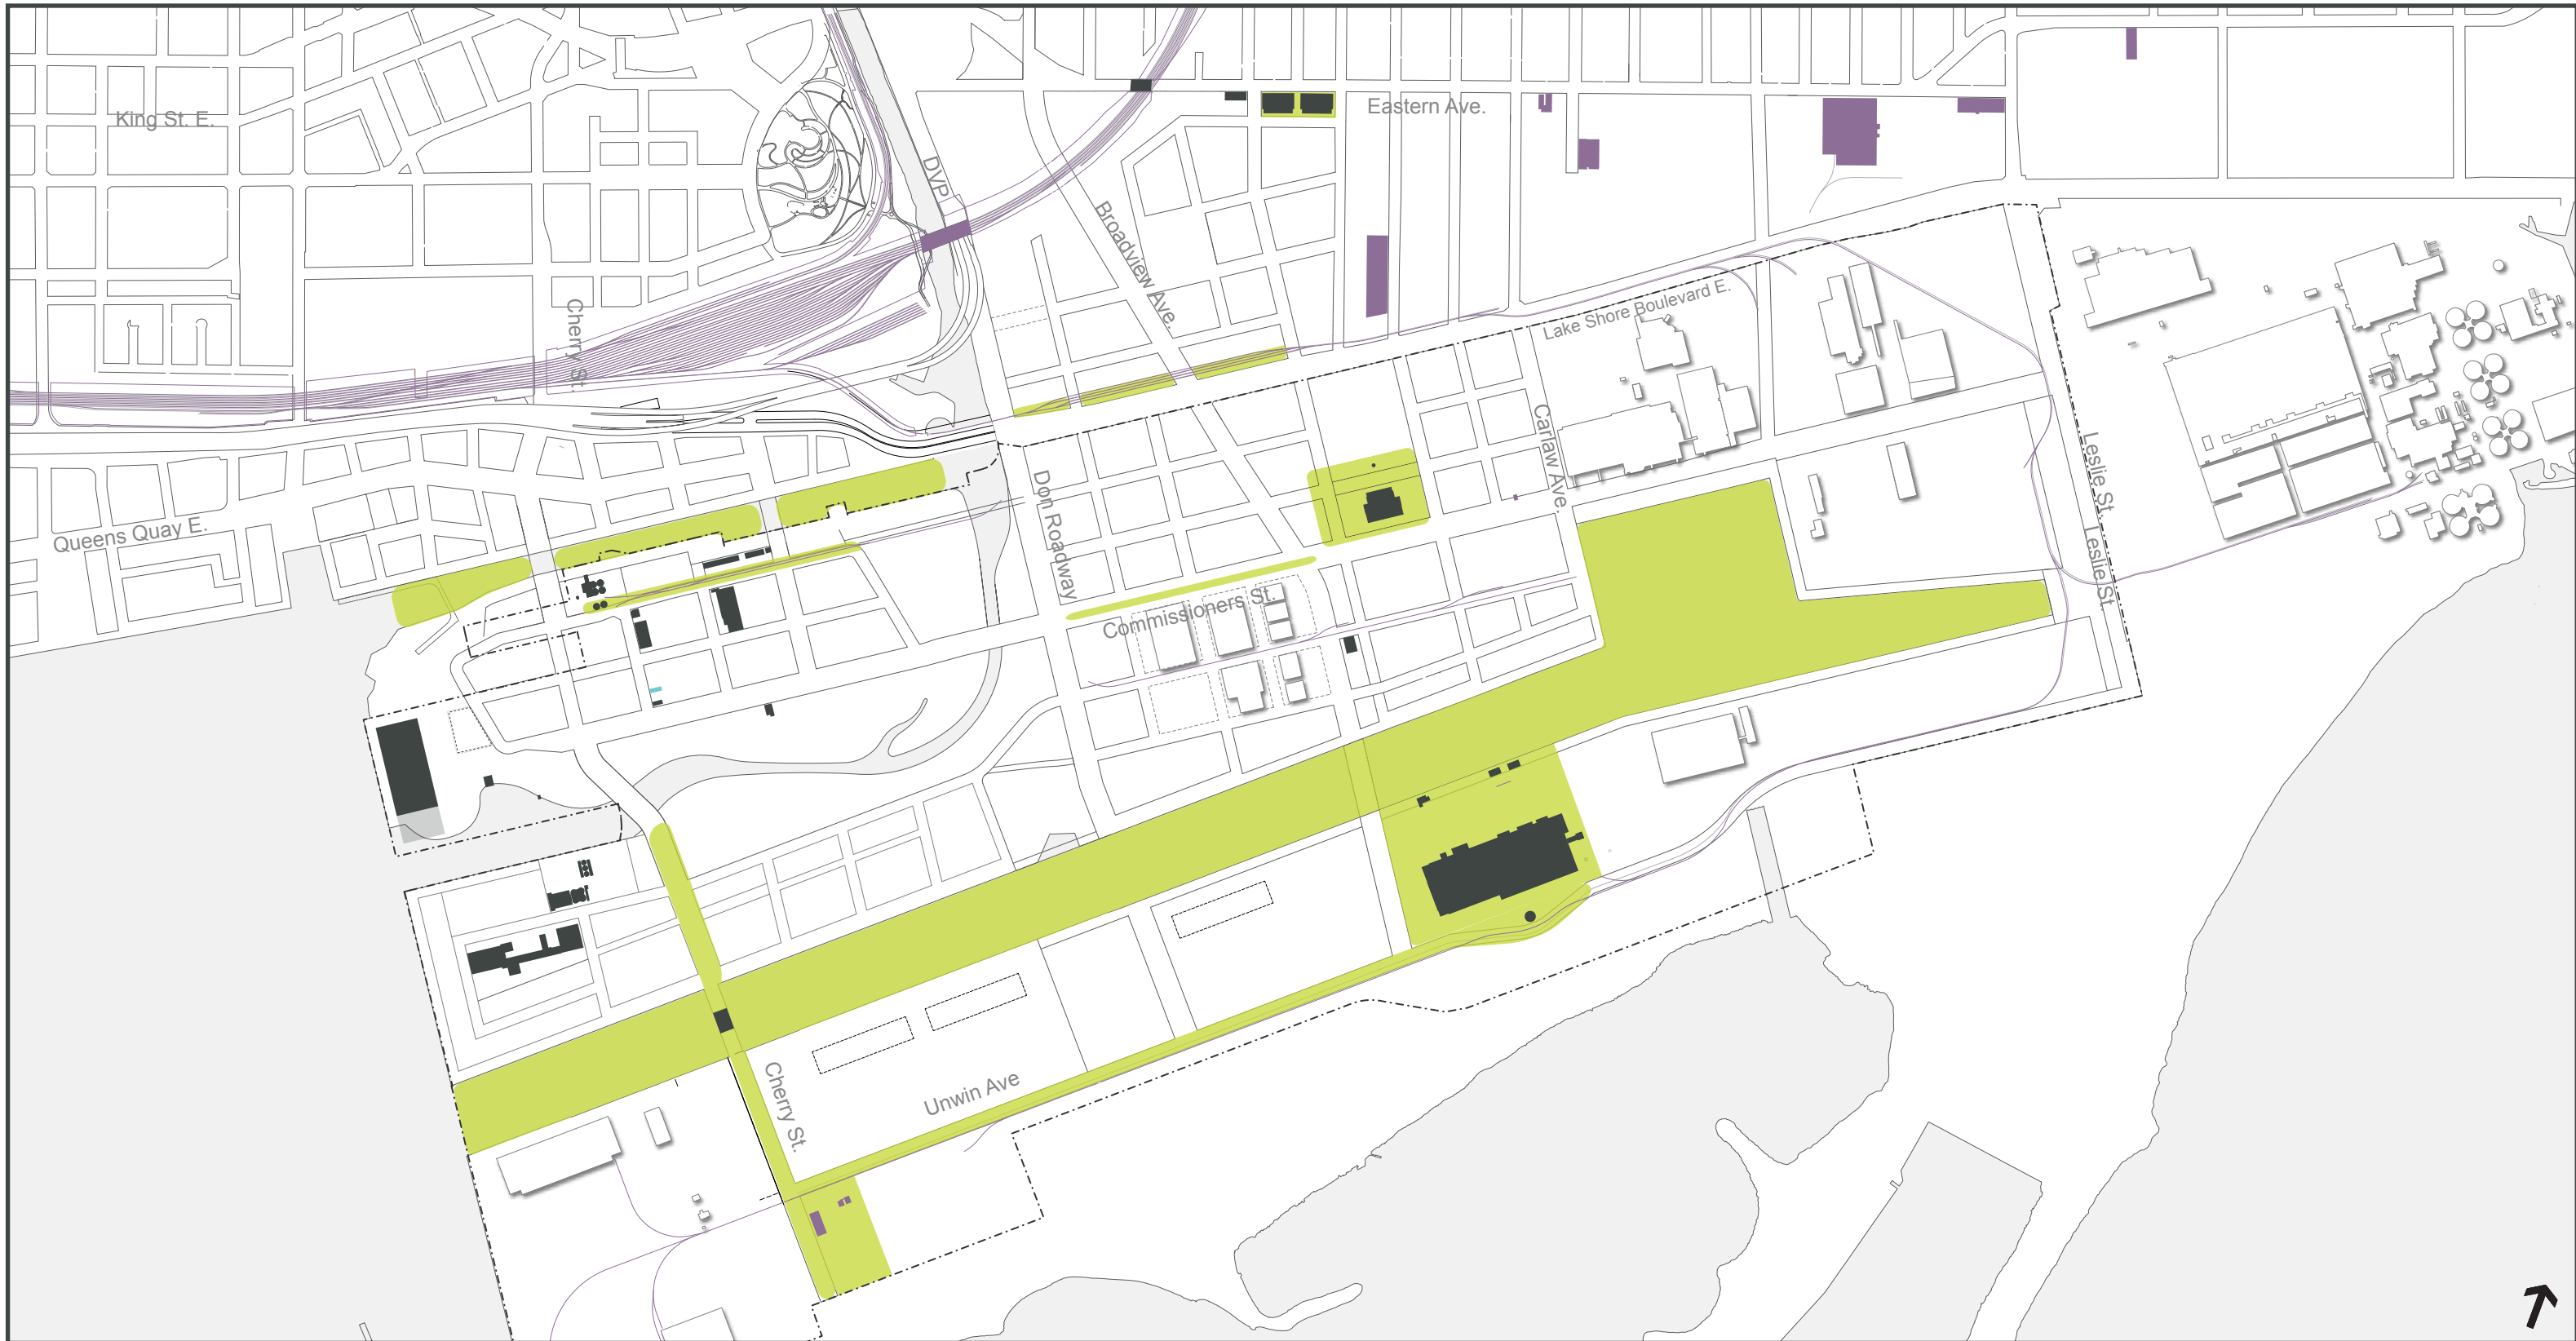 King St. E.
Eastern Ave.
DVP
Broadview Ave.
Cherry St.
Lake Shore Boulevard E.
Carlaw Ave.
Leslie St.
Queens Quay E.
Don Roadway
Leslie St.
Commissioners St.
Cherry St.
Unwin Ave